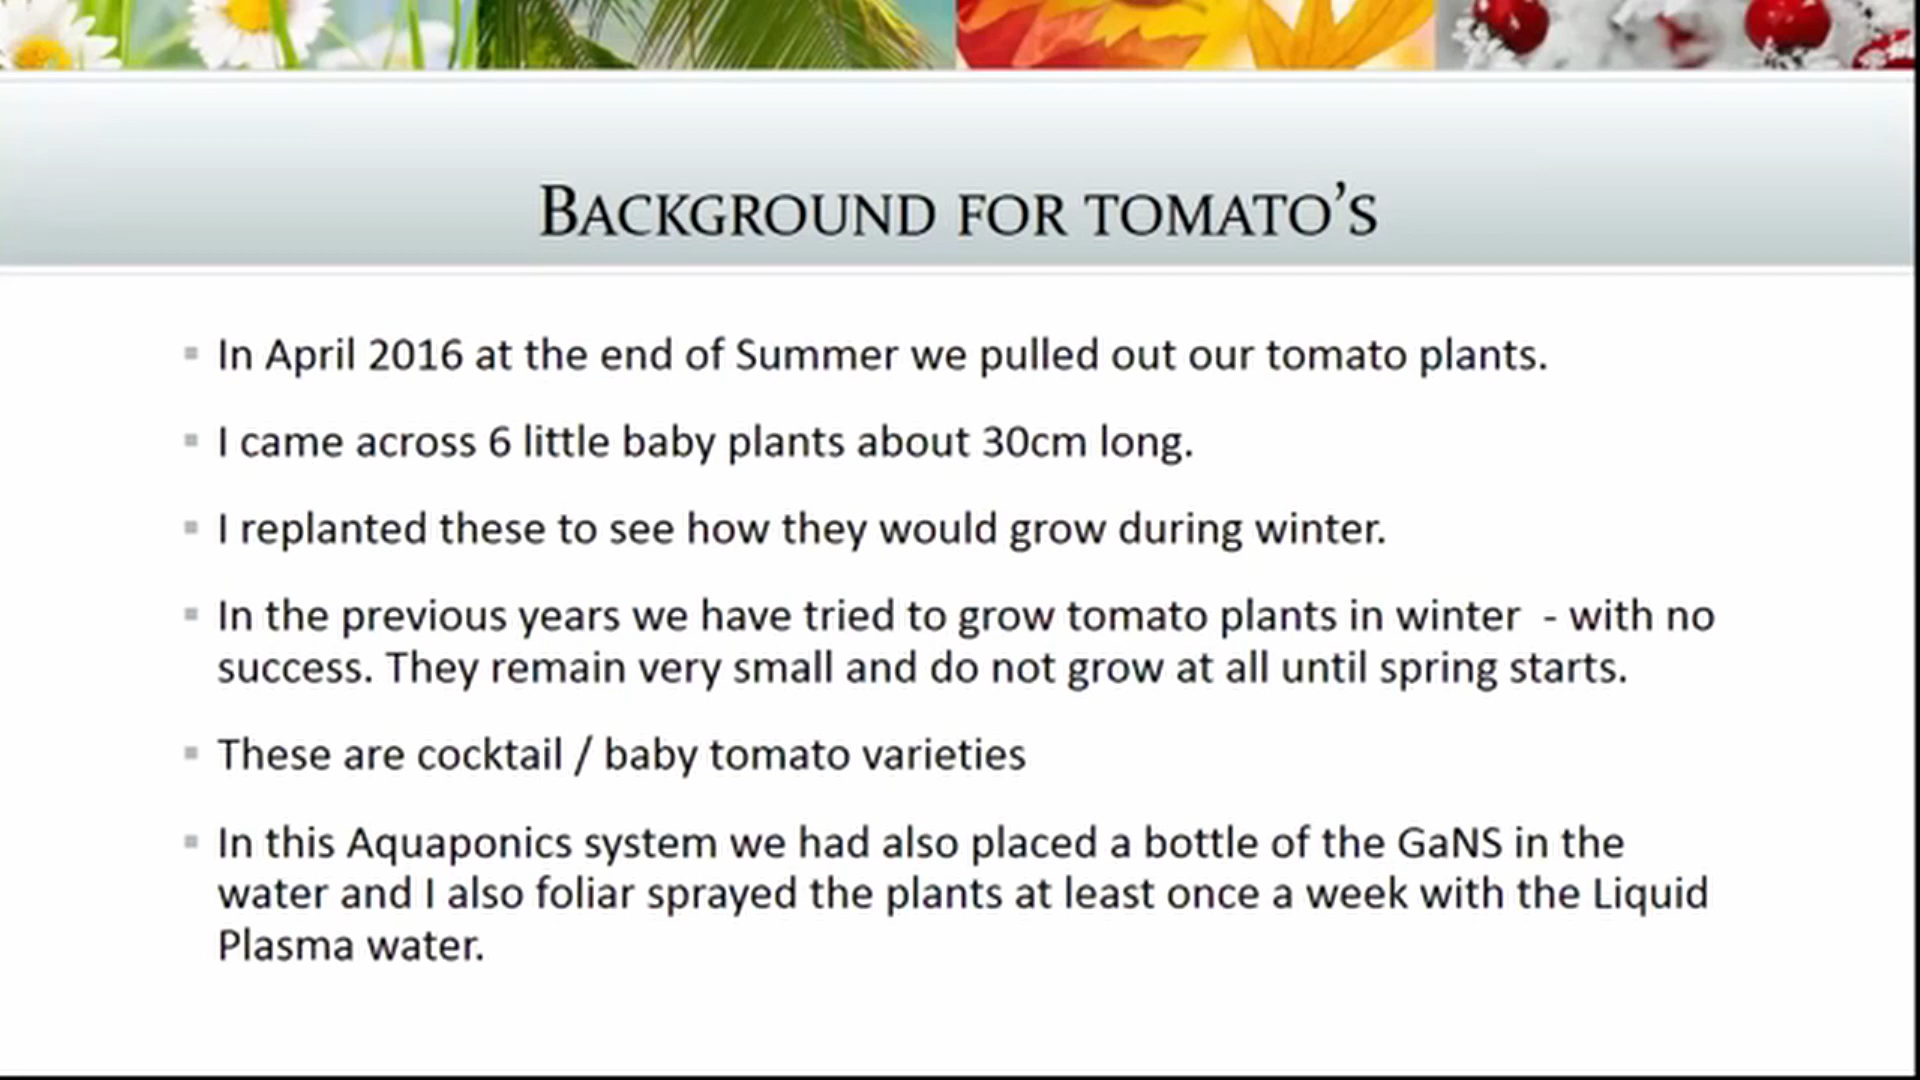 BACKGROUND FOR TOMATO'S
In April 2016 at the end of Summer we pulled out our tomato plants.
I came across 6 little baby plants about 30cm long.
I replanted these to see how they would grow during winter.
In the previous years we have tried to grow tomato plants in winter  - with no
success. They remain very small and do not grow at all until spring starts.
These are cocktail / baby tomato varieties
In this Aquaponics system we had also placed a bottle of the GaNS in the
water and I also foliar sprayed the plants at least once a week with the Liquid
Plasma water.